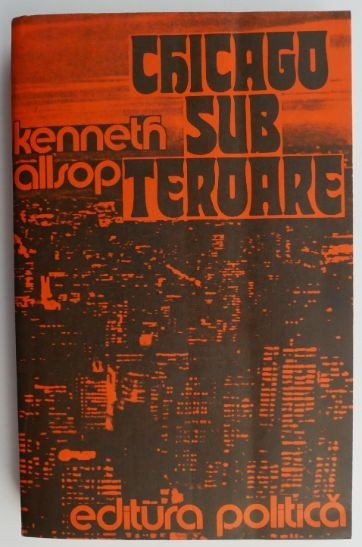 CHICAGO
SUB
TEROARE
kenneth
allsop
editura politică